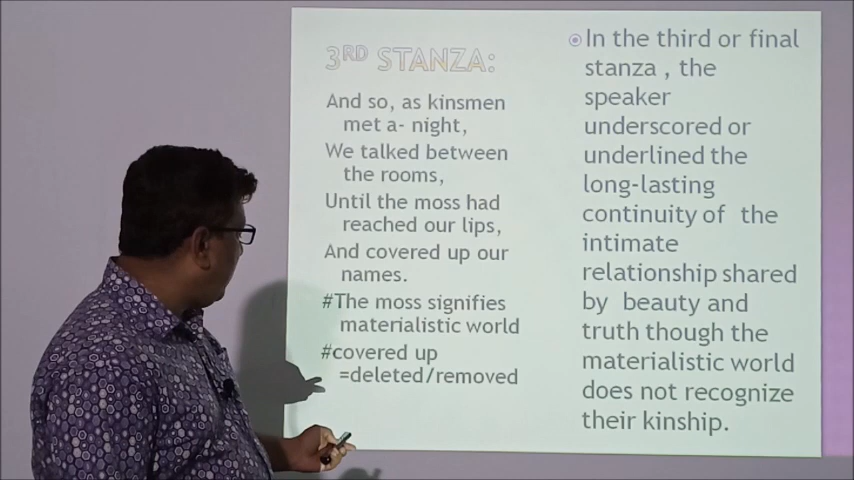 3RD STANZA:
And so, as kinsmen
met a- night,
We talked between
the rooms,
Until the moss had
reached our lips,
And covered up our
names.
#The moss signifies
materialistic world
#covered up
=deleted/removed
In the third or final
stanza , the
speaker
underscored or
underlined the
long-lasting
continuity of the
intimate
relationship shared
by beauty and
truth though the
materialistic world
does not recognize
their kinship.